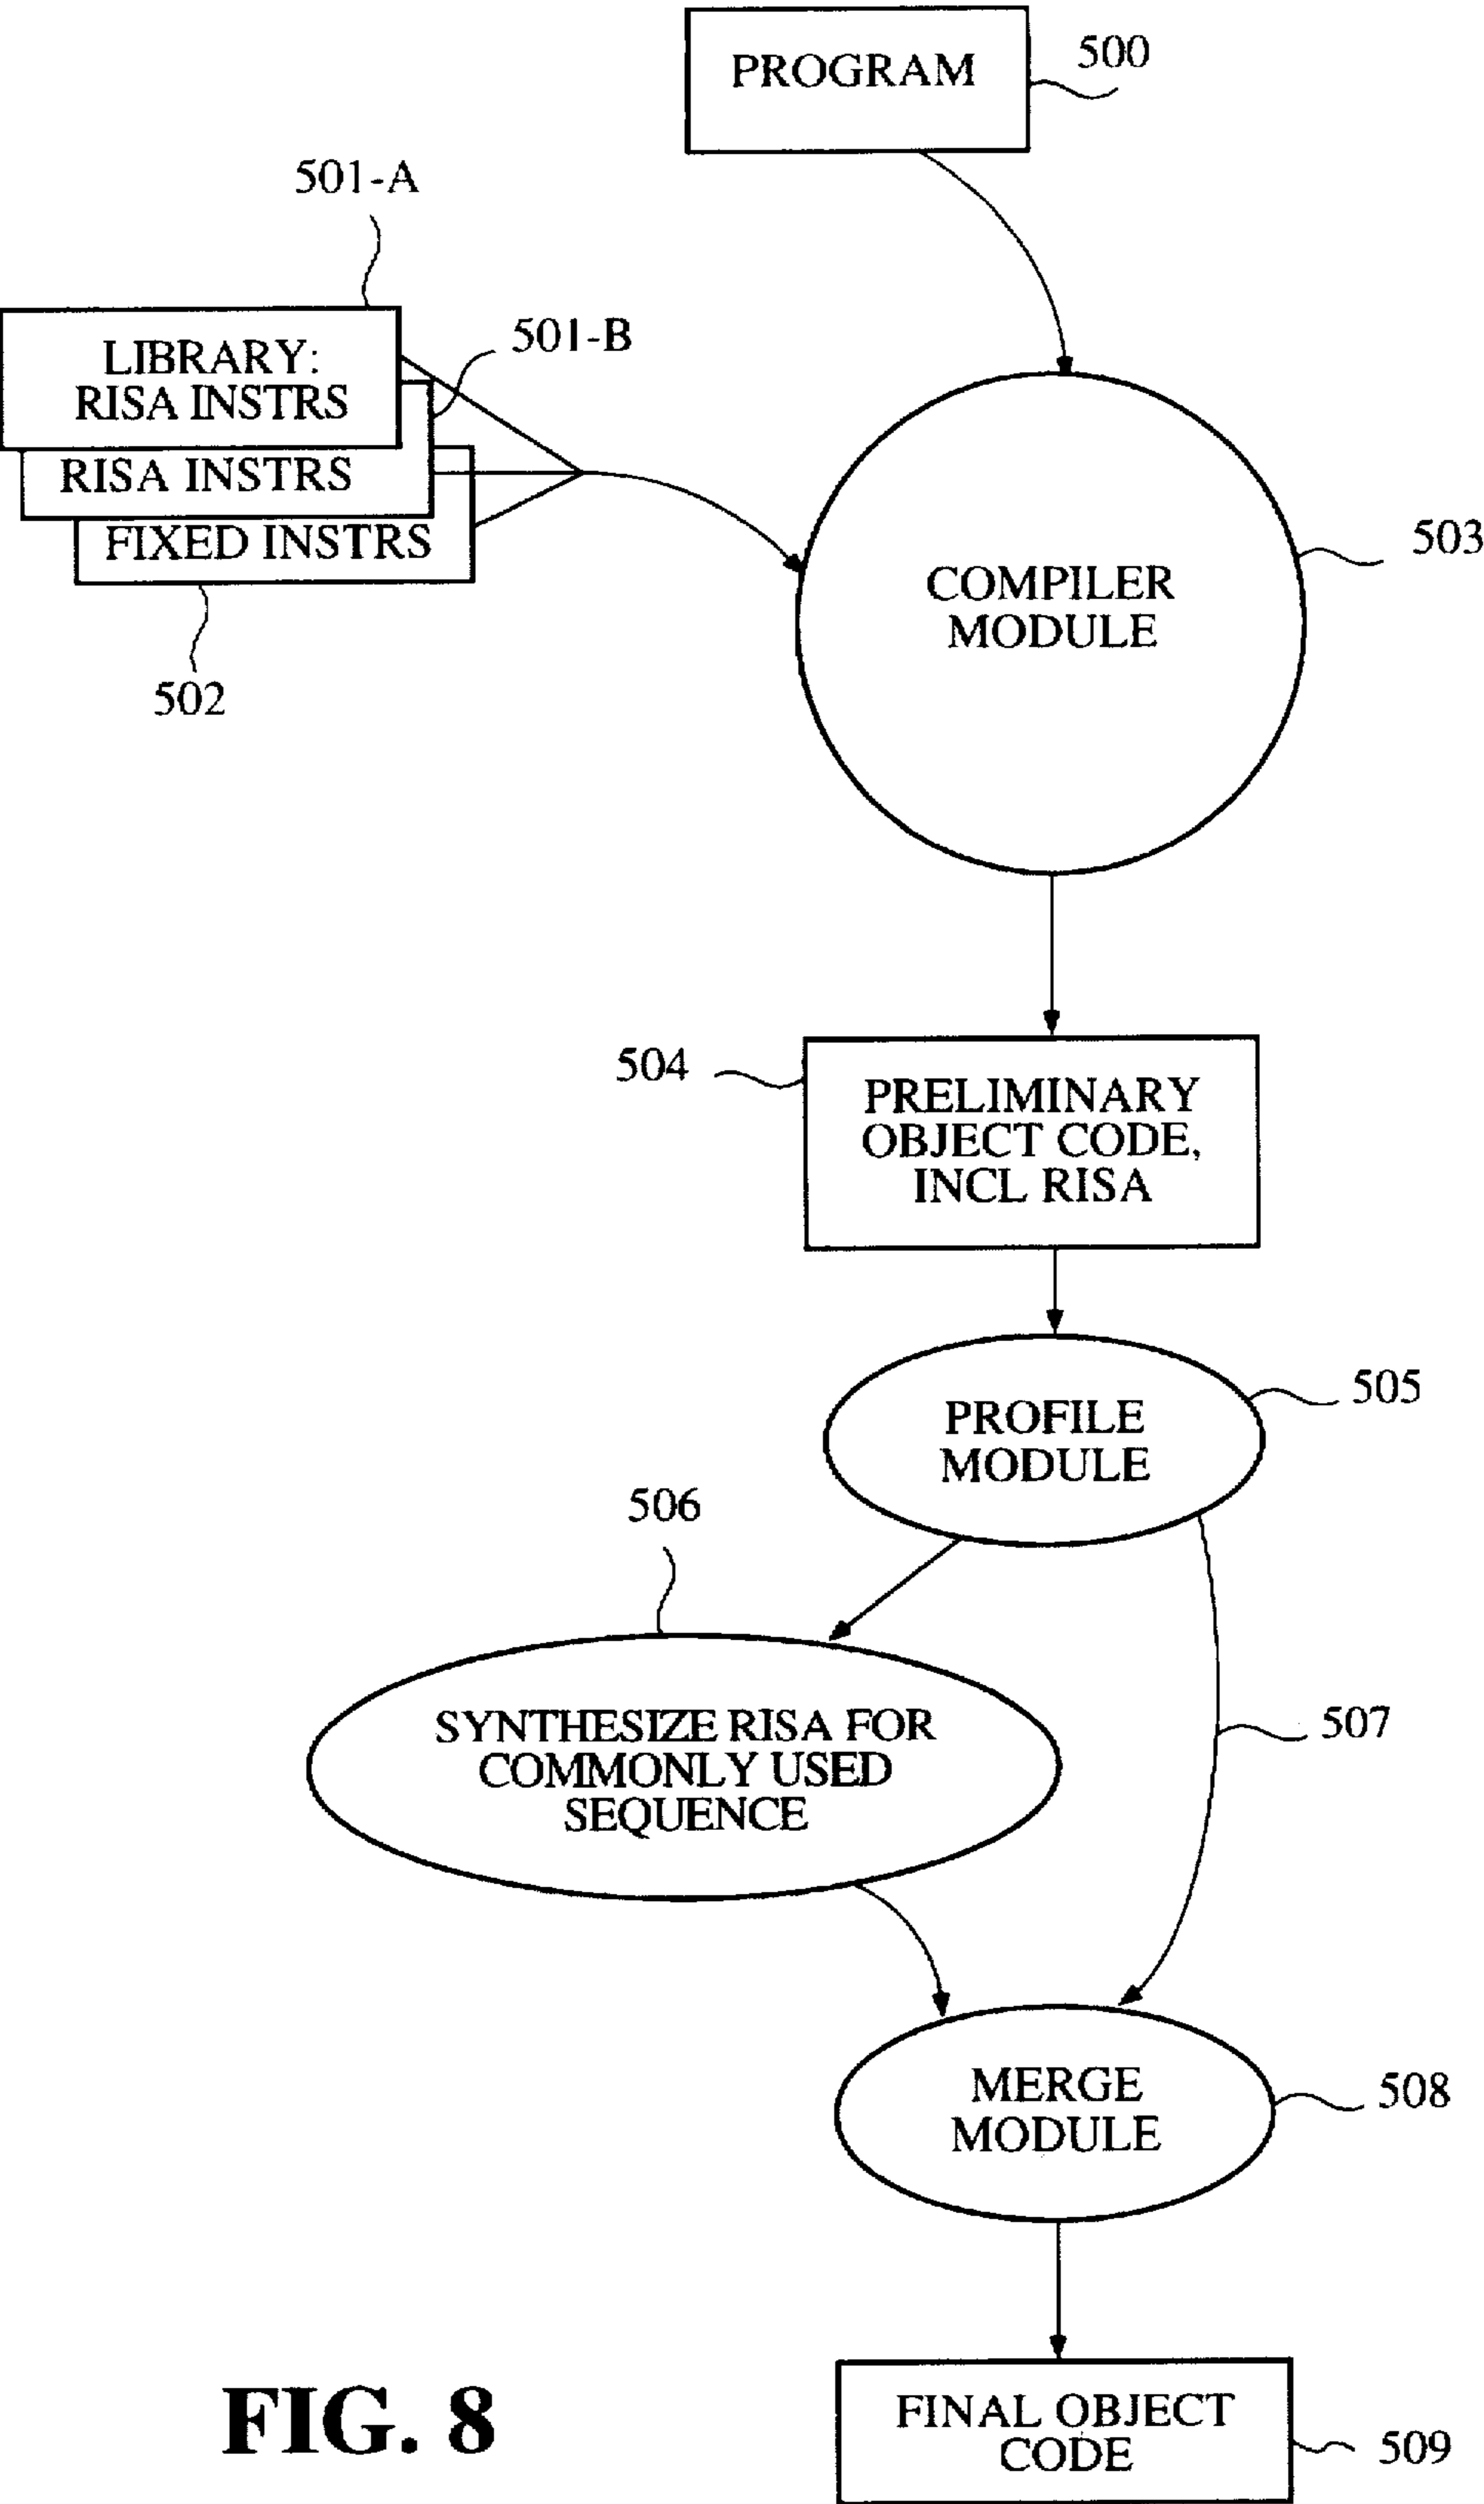 PROGRAM
500
501-A
LIBRARY:
RISA INSTRS
501-B
RISA INSTRS
FIXED INSTRS
502
COMPILER
MODULE
503
504
PRELIMINARY
OBJECT CODE,
INCL RISA
PROFILE
MODULE
505
506
SYNTHESIZE RISA FOR
COMMONLY USED
SEQUENCE
507
MERGE
MODULE
508
FINAL OBJECT
CODE
509
FIG. 8